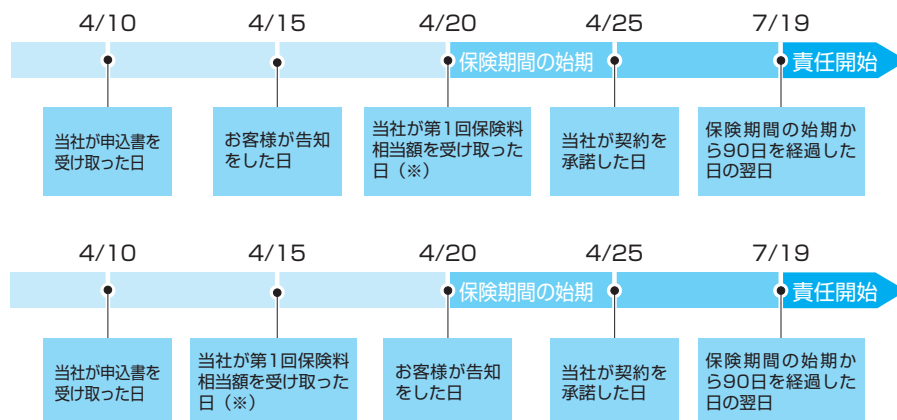 4/10 4/15 4/20 4/25 7/19
保険期間の始期 責任開始
当社が申込書を
受け取った日
お客様が告知
をした日
当社が第1回保険料
相当額を受け取った
日（※）
当社が契約を
承諾した日
保険期間の始期か
ら90日を経過した
日の翌日
4/10 4/15 4/20 4/25 7/19
保険期間の始期 責任開始
当社が申込書を
受け取った日
当社が第1回保険料
相当額を受け取った
日（※）
お客様が告知
をした日
当社が契約を
承諾した日
保険期間の始期か
ら90日を経過した
日の翌日